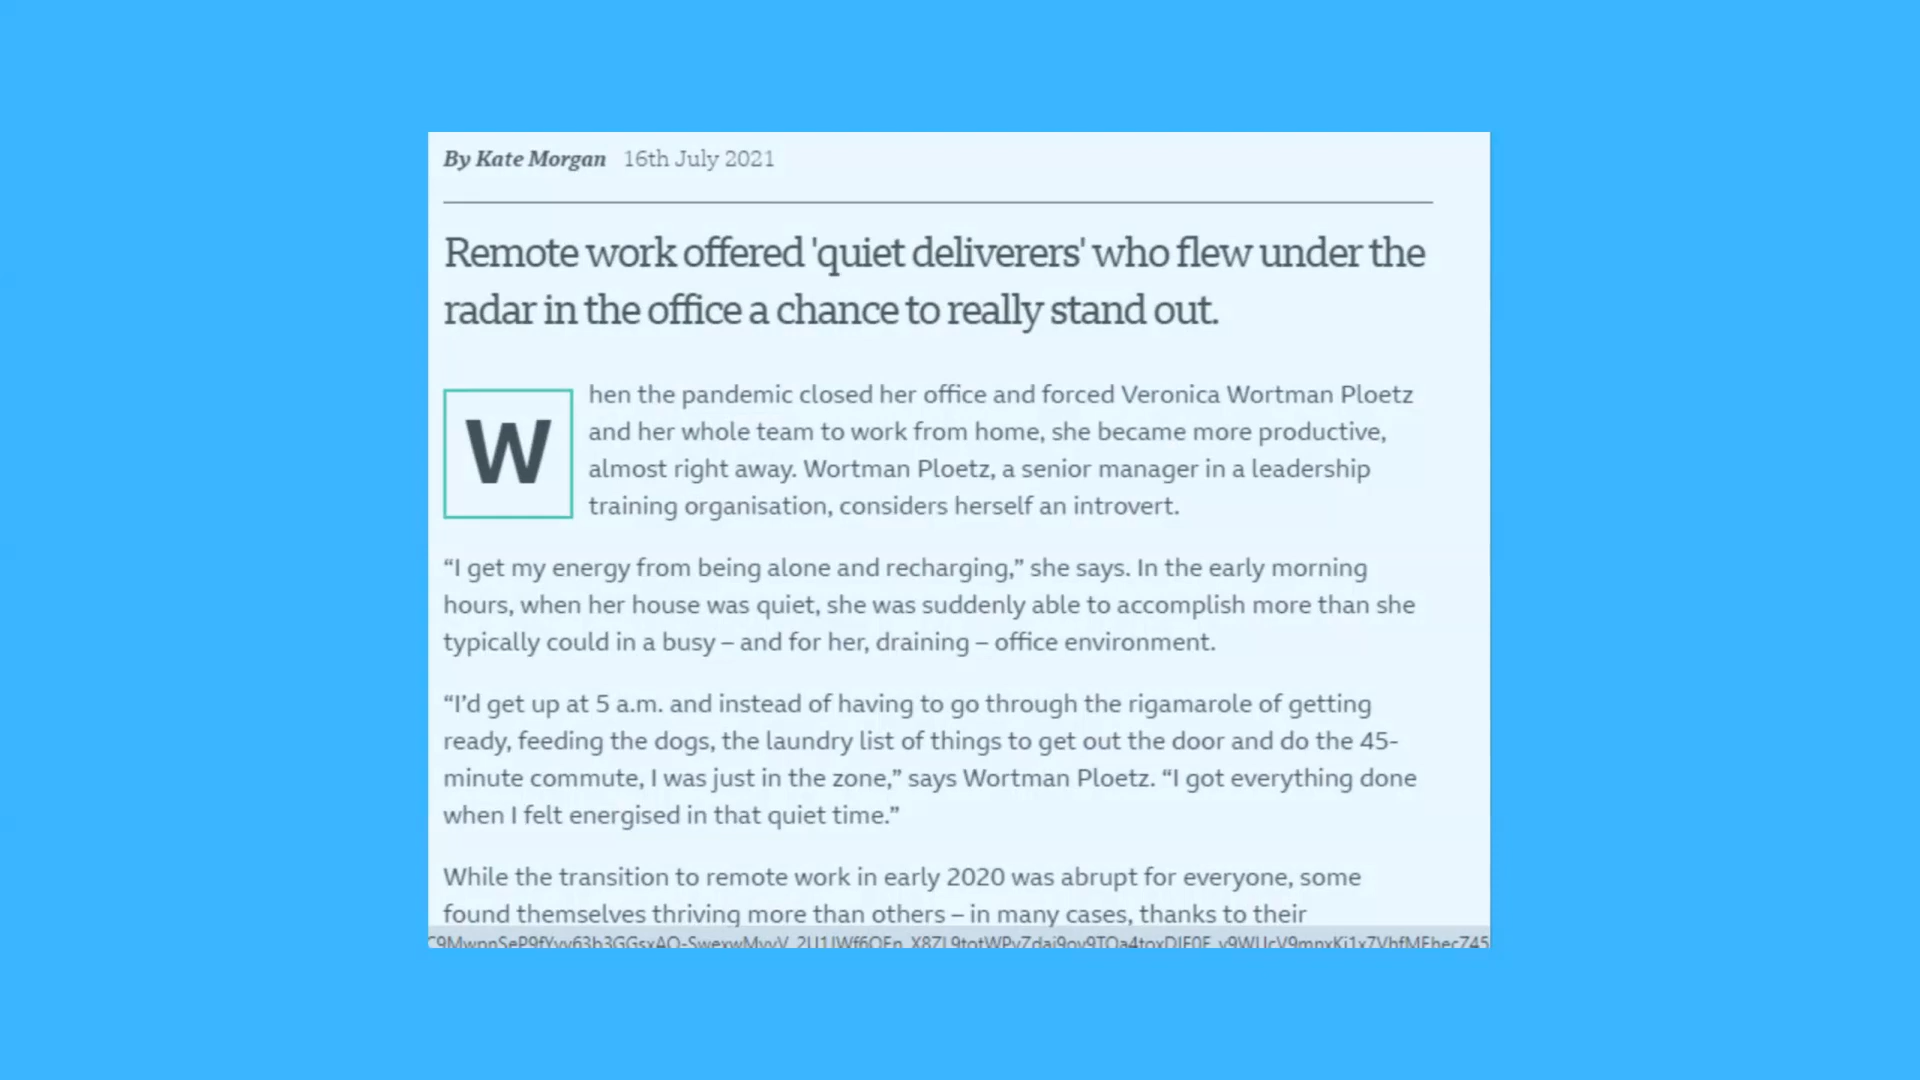 By Kate Morgan 16th July 2021
Remote work offered 'quiet deliverers' who flew under the
radar in the office a chance to really stand out.
When the pandemic closed her office and forced Veronica Wortman Ploetz
and her whole team to work from home, she became more productive,
almost right away. Wortman Ploetz, a senior manager in a leadership
training organisation, considers herself an introvert.
“I get my energy from being alone and recharging,” she says. In the early morning
hours, when her house was quiet, she was suddenly able to accomplish more than she
typically could in a busy – and for her, draining – office environment.
“I’d get up at 5 a.m. and instead of having to go through the rigamarole of getting
ready, feeding the dogs, the laundry list of things to get out the door and do the 45-
minute commute, I was just in the zone,” says Wortman Ploetz. “I got everything done
when I felt energised in that quiet time.”
While the transition to remote work in early 2020 was abrupt for everyone, some
found themselves thriving more than others – in many cases, thanks to their